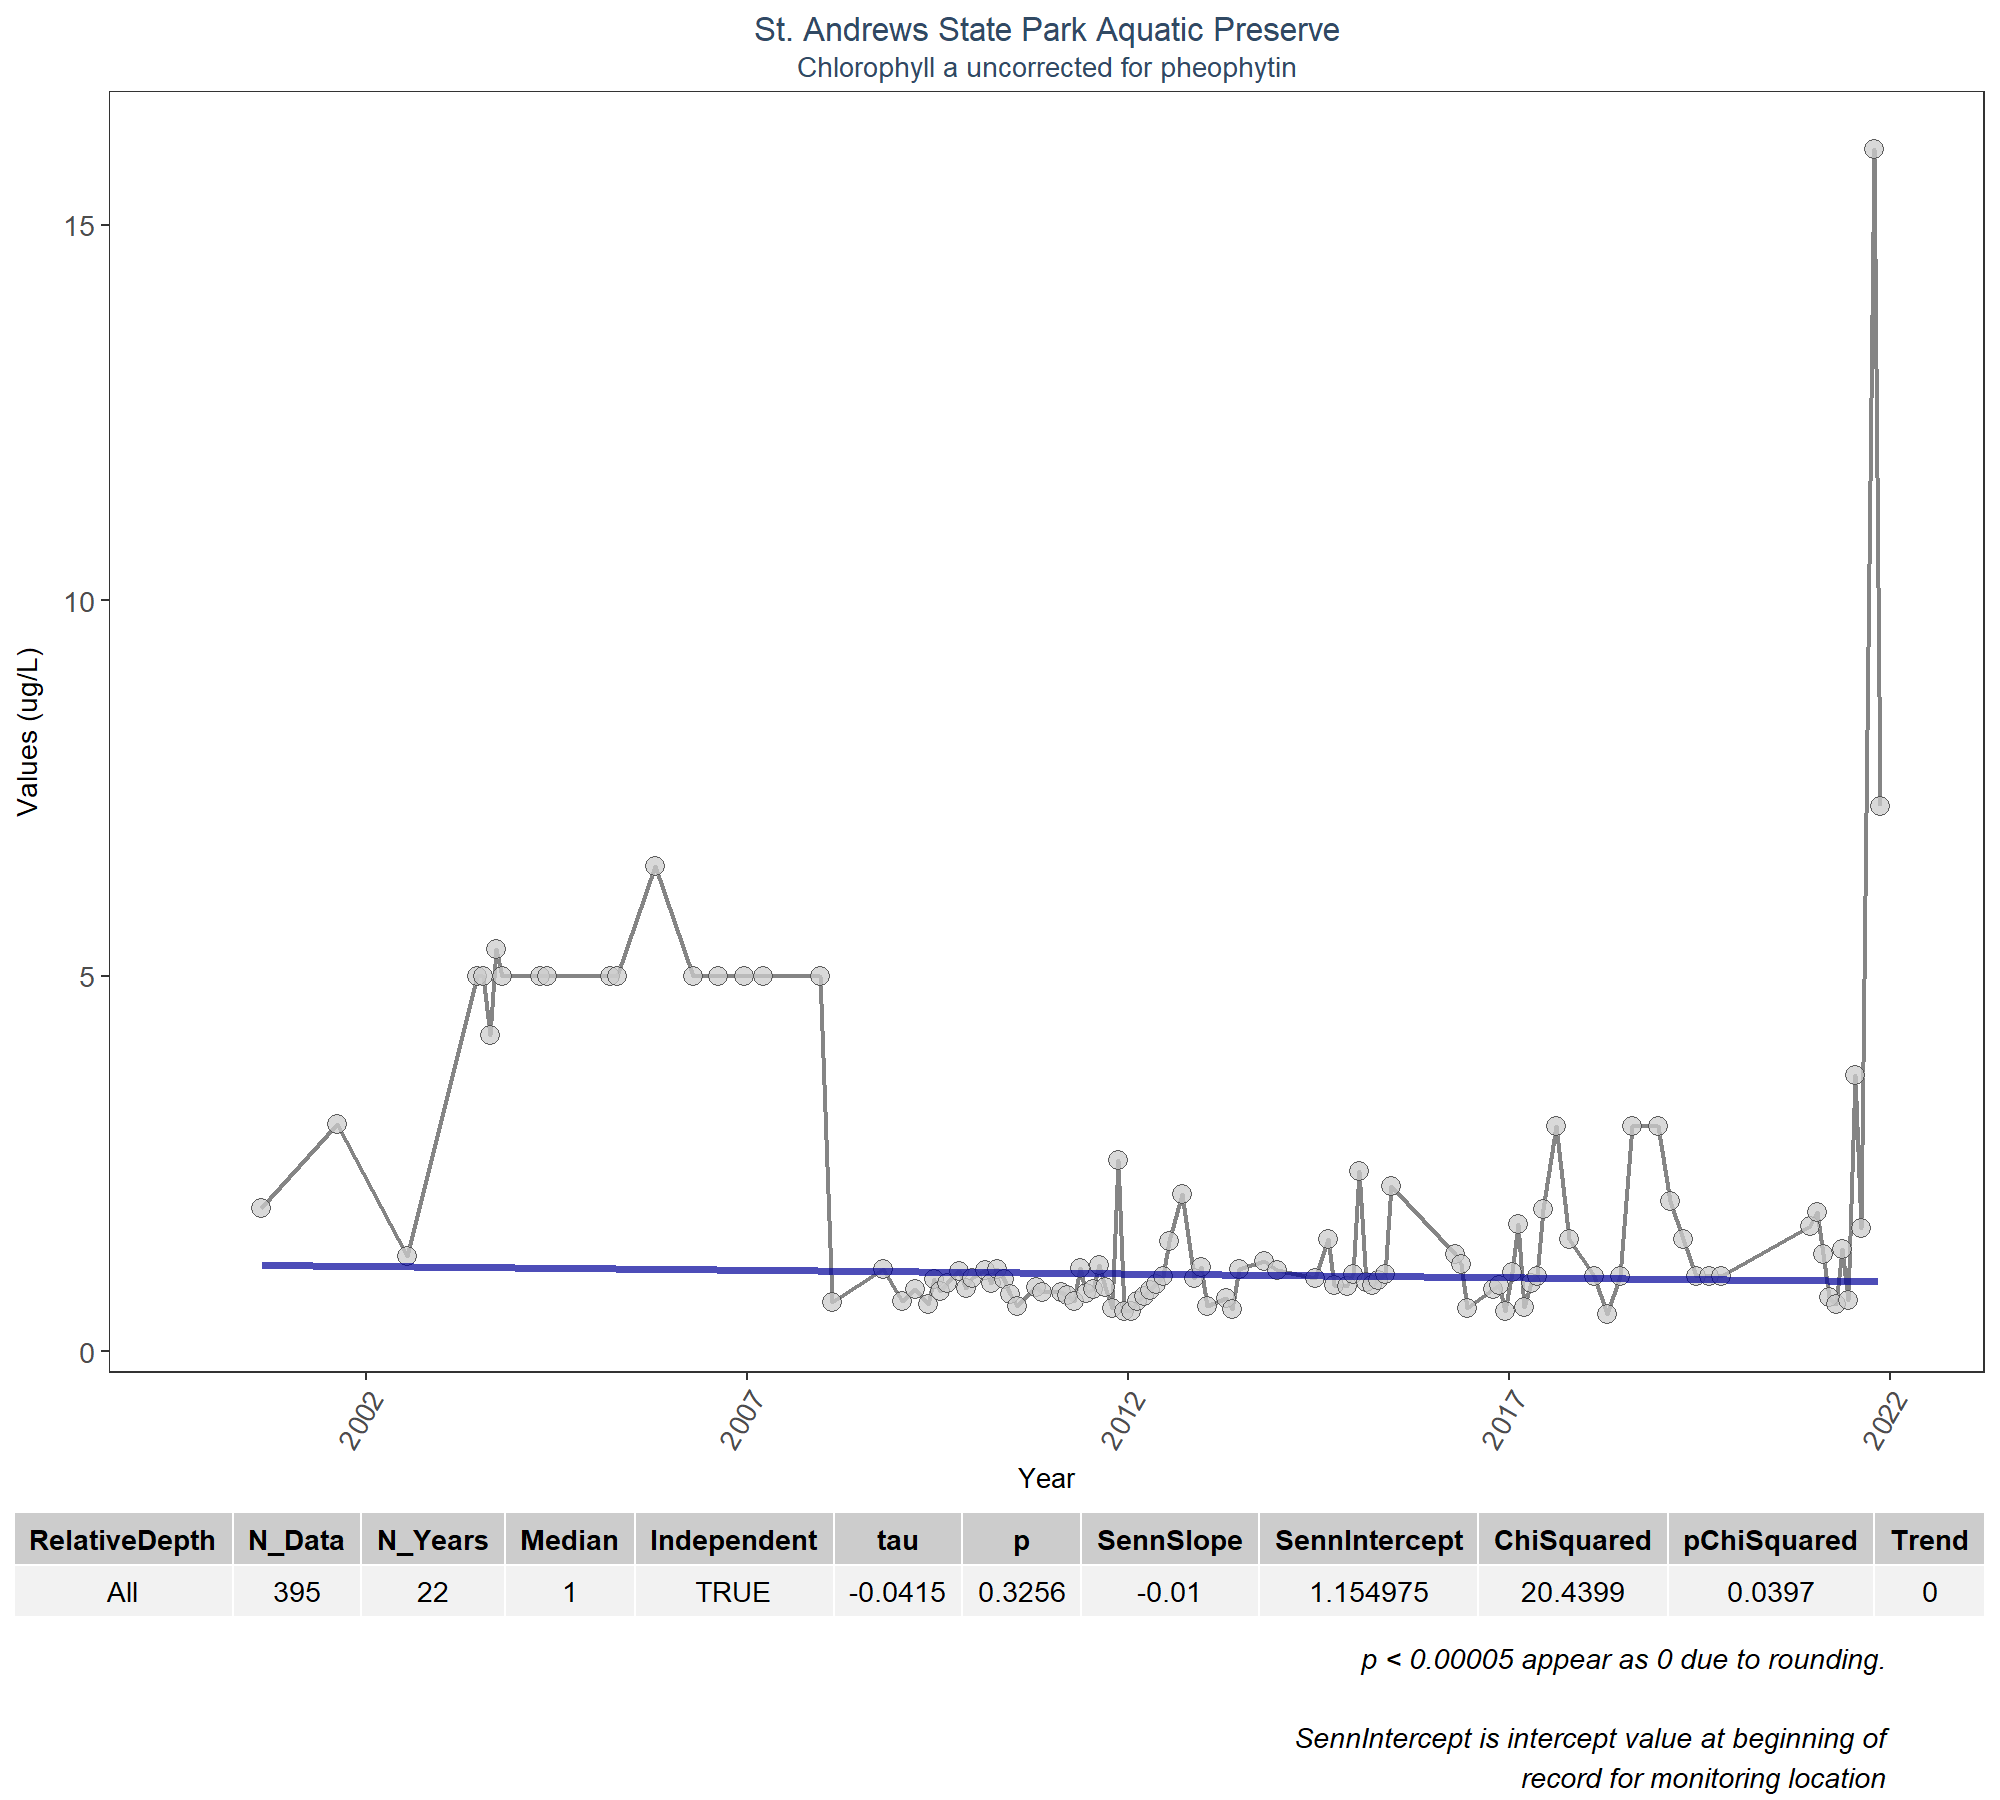 St. Andrews State Park Aquatic Preserve
Chlorophyll a uncorrected for pheophytin
15
10
5
0
Values (ug/L)
2002
2007
2012
2017
2022
Year
RelativeDepth N_Data N_Years Median Independent tau p SennSlope SennIntercept ChiSquared pChiSquared Trend
All 395 22 1 TRUE -0.0415 0.3256 -0.01 1.154975 20.4399 0.0397 0
p < 0.00005 appear as 0 due to rounding.
SennIntercept is intercept value at beginning of
record for monitoring location